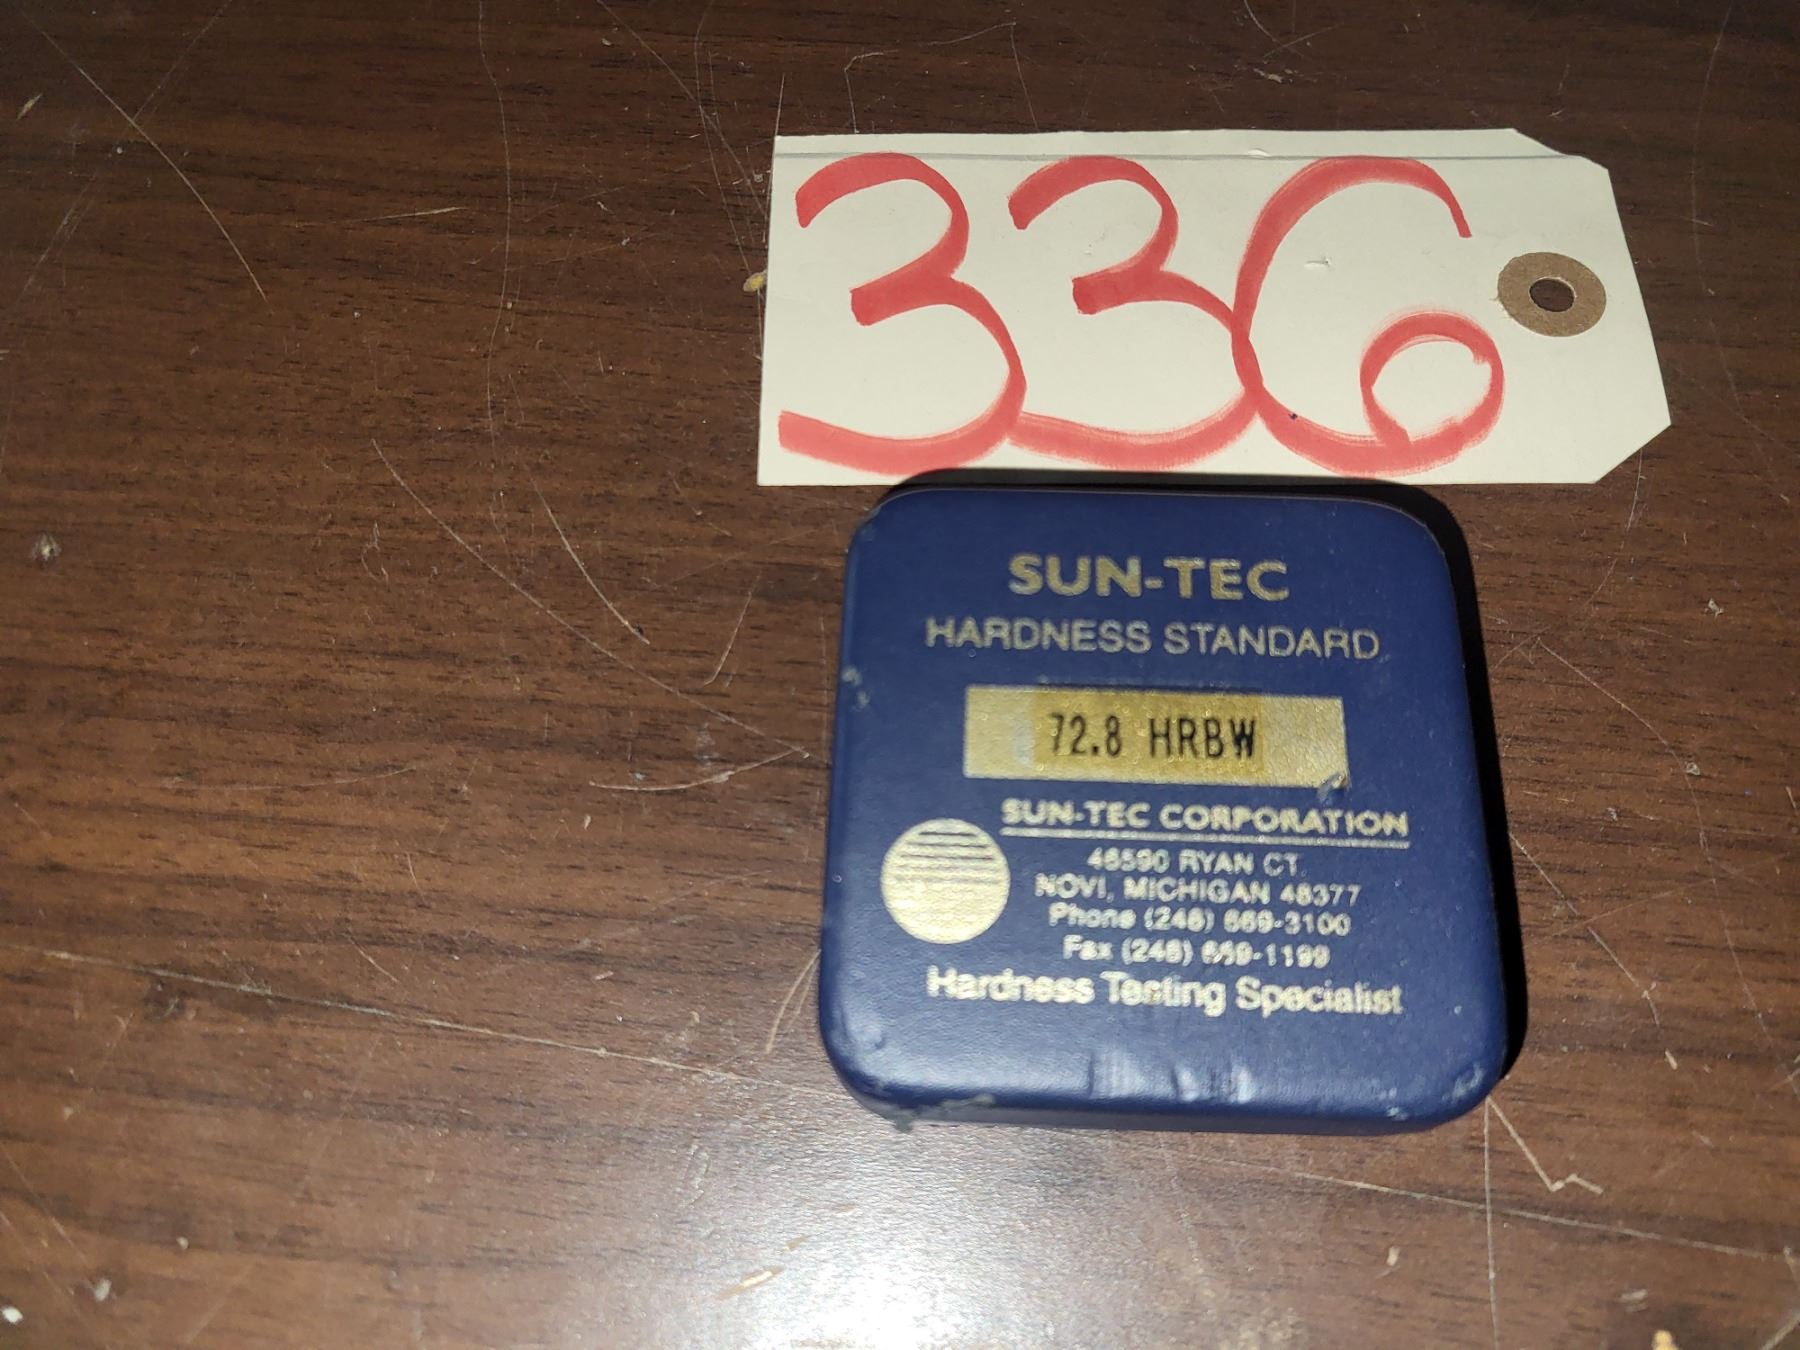 336
SUN-TEC
HARDNESS STANDARD
72.8 HRBW
SUN-TEC CORPORATION
46590 RYAN CT.
NOVI, MICHIGAN 48377
Phone (248) 669-3100
Fax (248) 669-1199
Hardness Testing Specialist